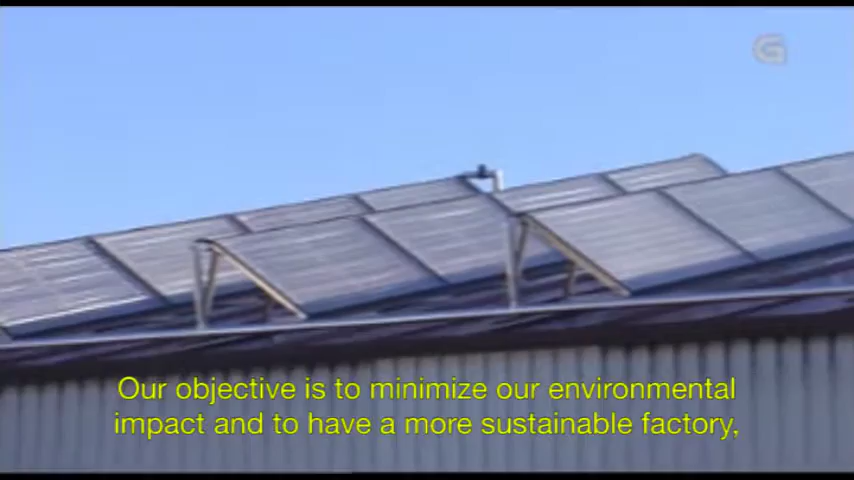 G
Our objective is to minimize our environmental
impact and to have a more sustainable factory,